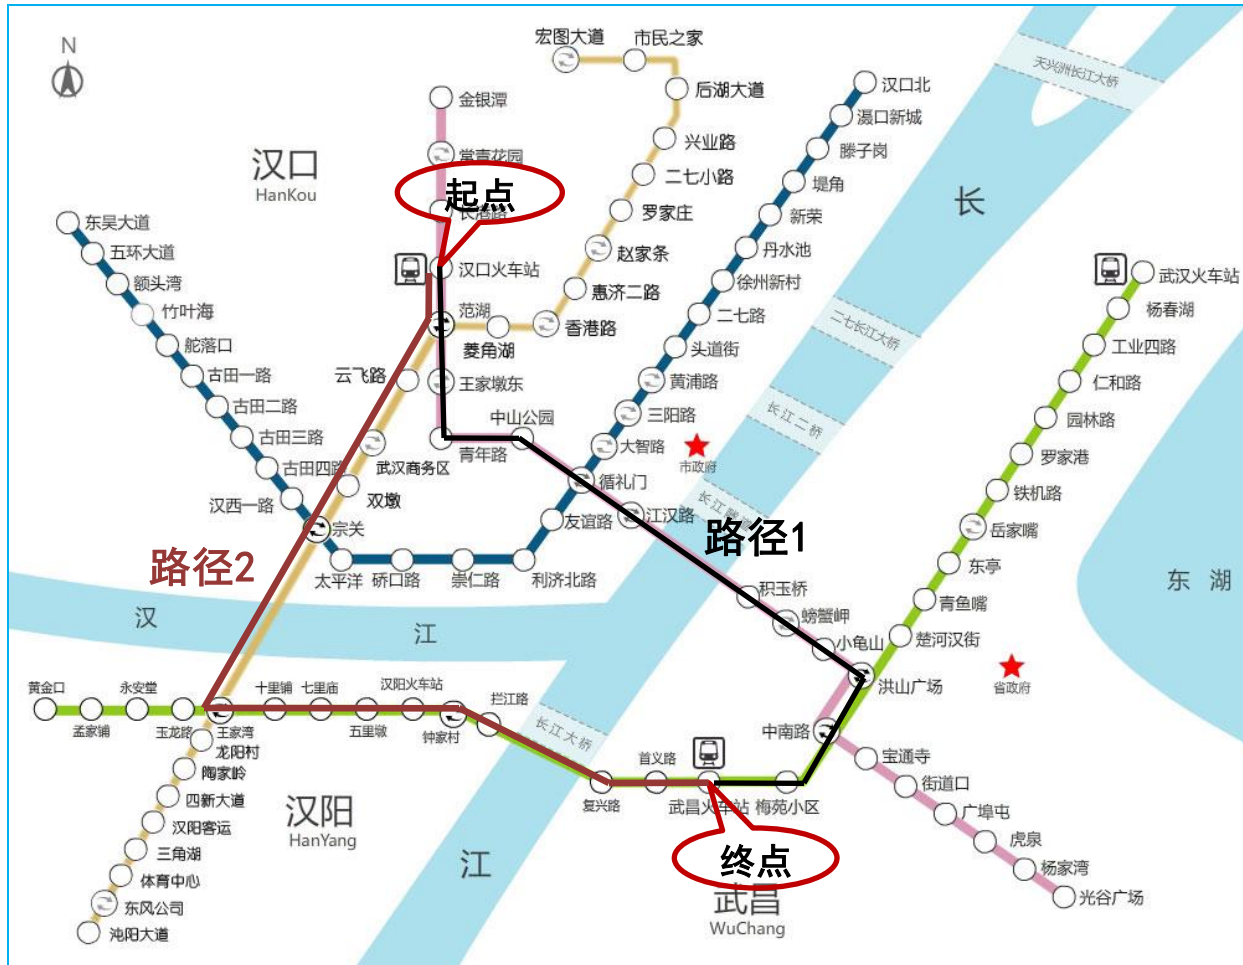 N
宏图大道
市民之家
后湖大道
兴业路
二七小路
罗家庄
赵家条
惠济二路
香港路
菱角湖
范湖
云飞路
武汉商务区
双墩
宗关
王家湾
龙阳村
陶家岭
四新大道
汉阳客运
三角湖
体育中心
东风公司
沌阳大道
金银潭
常青花园
长港路
汉口火车站
王家墩东
青年路
中山公园
循礼门
江汉路
积玉桥
螃蟹岬
小龟山
洪山广场
中南路
宝通寺
街道口
广埠屯
虎泉
杨家湾
光谷广场
汉口北
滠口新城
滕子岗
堤角
新荣
丹水池
徐州新村
二七路
头道街
黄浦路
三阳路
大智路
友谊路
利济北路
崇仁路
硚口路
太平洋
汉西一路
古田四路
古田三路
古田二路
古田一路
舵落口
竹叶海
额头湾
五环大道
东吴大道
武汉火车站
杨春湖
工业四路
仁和路
园林路
罗家港
铁机路
岳家嘴
东亭
青鱼嘴
楚河汉街
梅苑小区
武昌火车站
首义路
复兴路
拦江路
钟家村
汉阳火车站
五里墩
七里庙
十里铺
玉龙路
永安堂
孟家铺
黄金口
汉口
HanKou
汉阳
HanYang
武昌
WuChang
长
江
汉
江
东 湖
天兴洲长江大桥
二七长江大桥
长江二桥
长江隧道
长江大桥
市政府
省政府
起点
终点
路径1
路径2